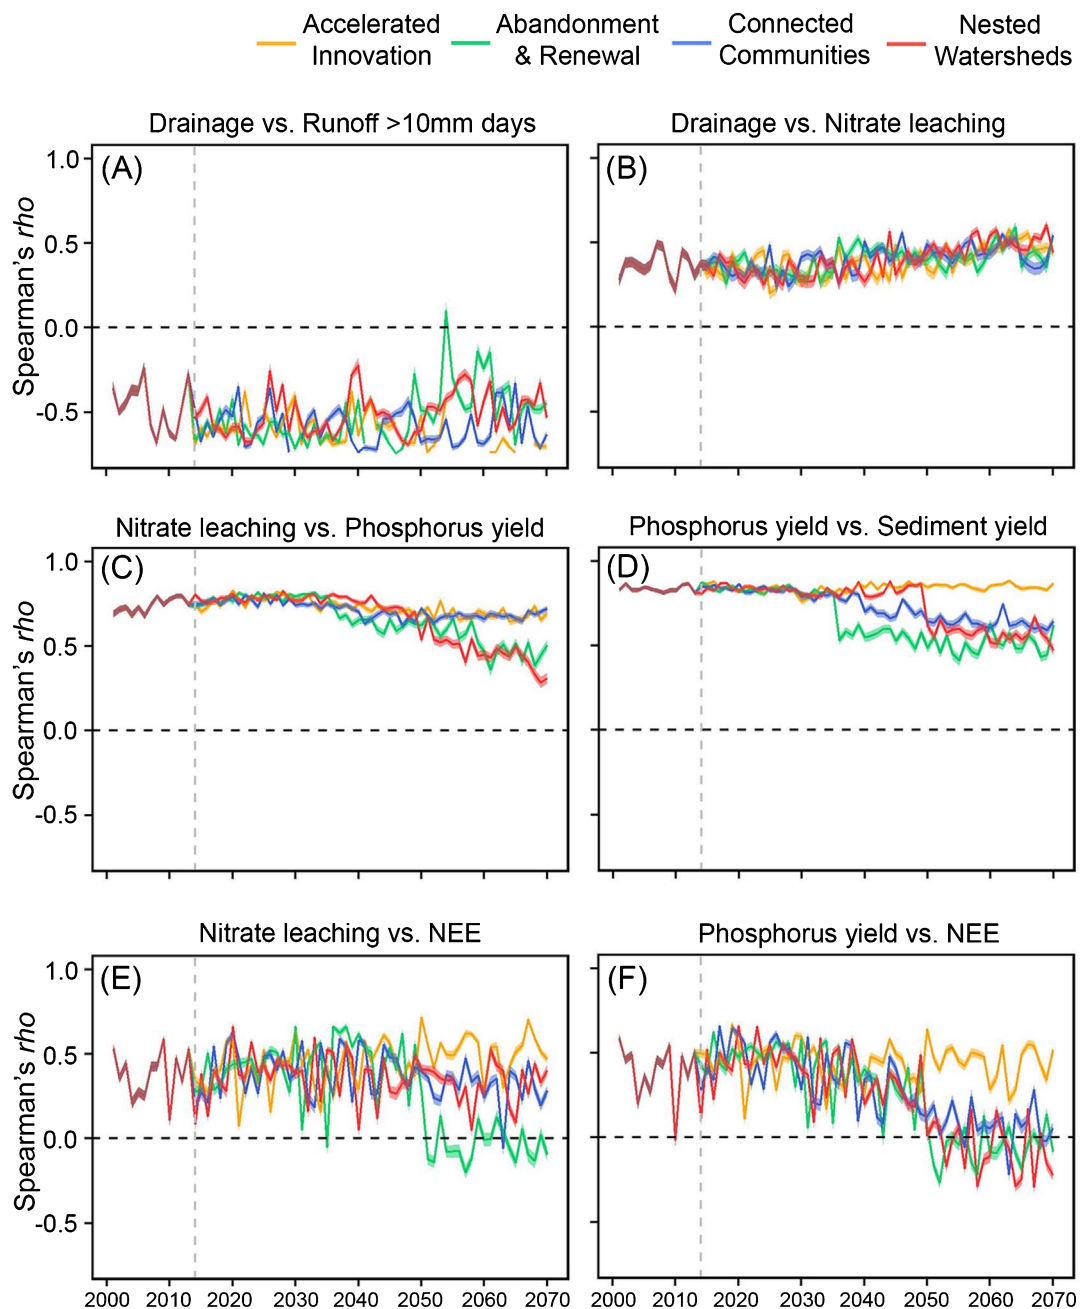 Accelerated Innovation
Abandonment & Renewal
Connected Communities
Nested Watersheds
Drainage vs. Runoff >10mm days
Drainage vs. Nitrate leaching
(A)
(B)
1.0
0.5
0.0
-0.5
Spearman's rho
Nitrate leaching vs. Phosphorus yield
Phosphorus yield vs. Sediment yield
(C)
(D)
1.0
0.5
0.0
-0.5
Spearman's rho
Nitrate leaching vs. NEE
Phosphorus yield vs. NEE
(E)
(F)
1.0
0.5
0.0
-0.5
Spearman's rho
2000 2010 2020 2030 2040 2050 2060 2070
2000 2010 2020 2030 2040 2050 2060 2070